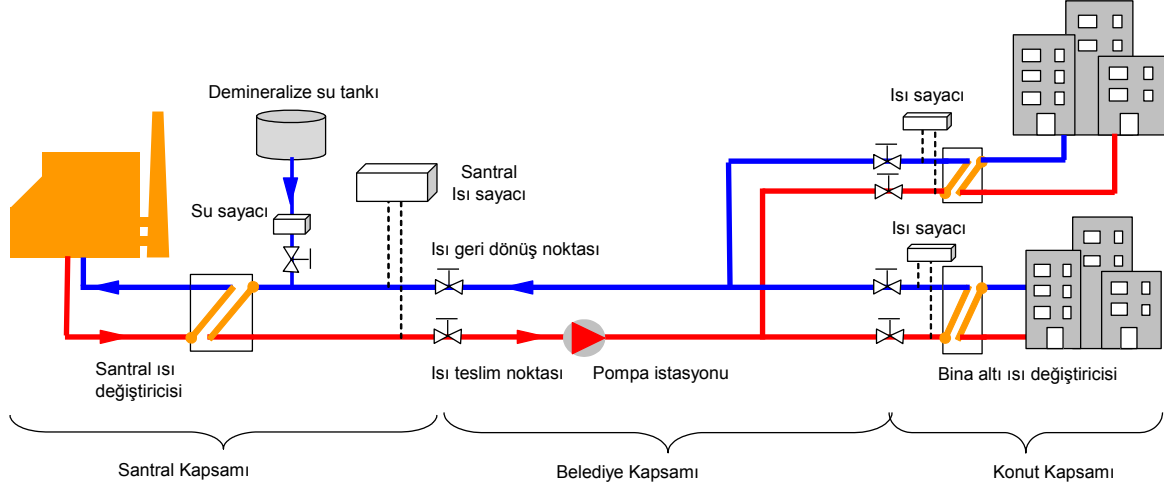 Demineralize su tankı
Isı sayacı
Santral
Isı sayacı
Su sayacı
Isı sayacı
Isı geri dönüş noktası
Santral ısı
değiştiricisi
Isı teslim noktası
Pompa istasyonu
Bina altı ısı değiştiricisi
Santral Kapsamı
Belediye Kapsamı
Konut Kapsamı